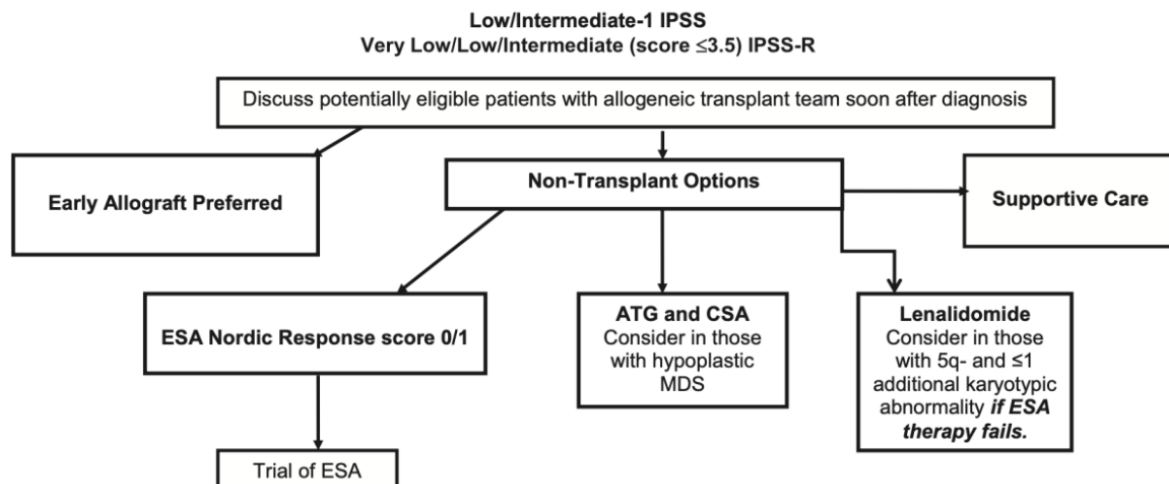 Low/Intermediate-1 IPSS
Very Low/Low/Intermediate (score ≤3.5) IPSS-R
Discuss potentially eligible patients with allogeneic transplant team soon after diagnosis
Early Allograft Preferred
Non-Transplant Options
Supportive Care
ESA Nordic Response score 0/1
ATG and CSA
Consider in those
with hypoplastic
MDS
Lenalidomide
Consider in those
with 5q- and ≤1
additional karyotypic
abnormality if ESA
therapy fails.
Trial of ESA